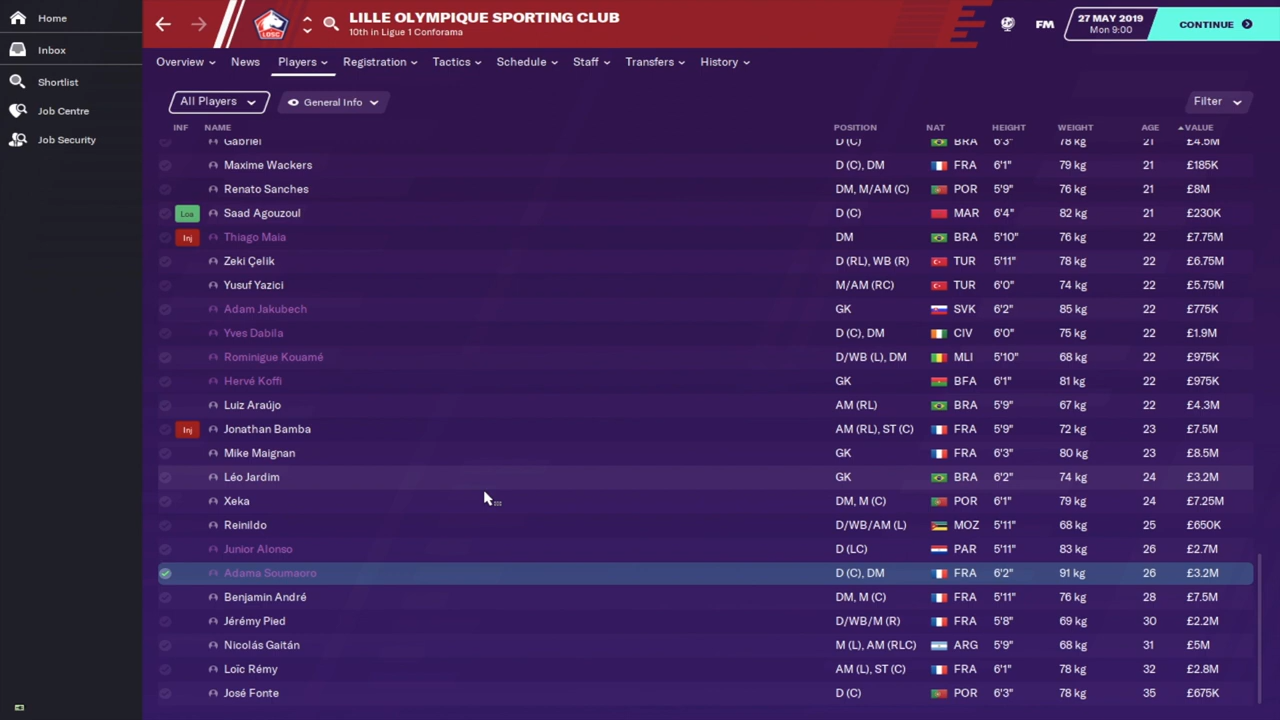 Home
Inbox
Shortlist
Job Centre
Job Security
LOSC
LILLE OLYMPIQUE SPORTING CLUB
10th in Ligue 1 Conforama
FM
27 MAY 2019
Mon 9:00
CONTINUE
Overview News Players Registration Tactics Schedule Staff Transfers History
All Players General Info Filter
INF NAME POSITION NAT HEIGHT WEIGHT AGE VALUE
Gabriel D (C) BRA 6'3" 78 kg 21 £4.5M
Maxime Wackers D (C), DM FRA 6'1" 79 kg 21 £185K
Renato Sanches DM, M/AM (C) POR 5'9" 76 kg 21 £8M
Loa Saad Agouzoul D (C) MAR 6'4" 82 kg 21 £230K
Inj Thiago Maia DM BRA 5'10" 76 kg 22 £7.75M
Zeki Çelik D (RL), WB (R) TUR 5'11" 78 kg 22 £6.75M
Yusuf Yazici M/AM (RC) TUR 6'0" 74 kg 22 £5.75M
Adam Jakubech GK SVK 6'2" 85 kg 22 £775K
Yves Dabila D (C), DM CIV 6'0" 75 kg 22 £1.9M
Rominigue Kouamé D/WB (L), DM MLI 5'10" 68 kg 22 £975K
Hervé Koffi GK BFA 6'1" 81 kg 22 £975K
Luiz Araújo AM (RL) BRA 5'9" 67 kg 22 £4.3M
Inj Jonathan Bamba AM (RL), ST (C) FRA 5'9" 72 kg 23 £7.5M
Mike Maignan GK FRA 6'3" 80 kg 23 £8.5M
Léo Jardim GK BRA 6'2" 74 kg 24 £3.2M
Xeka DM, M (C) POR 6'1" 79 kg 24 £7.25M
Reinildo D/WB/AM (L) MOZ 5'11" 68 kg 25 £650K
Junior Alonso D (LC) PAR 5'11" 83 kg 26 £2.7M
Adama Soumaoro D (C), DM FRA 6'2" 91 kg 26 £3.2M
Benjamin André DM, M (C) FRA 5'11" 76 kg 28 £7.5M
Jérémy Pied D/WB/M (R) FRA 5'8" 69 kg 30 £2.2M
Nicolás Gaitán M (L), AM (RLC) ARG 5'9" 68 kg 31 £5M
Loïc Rémy AM (L), ST (C) FRA 6'1" 78 kg 32 £2.8M
José Fonte D (C) POR 6'3" 78 kg 35 £675K